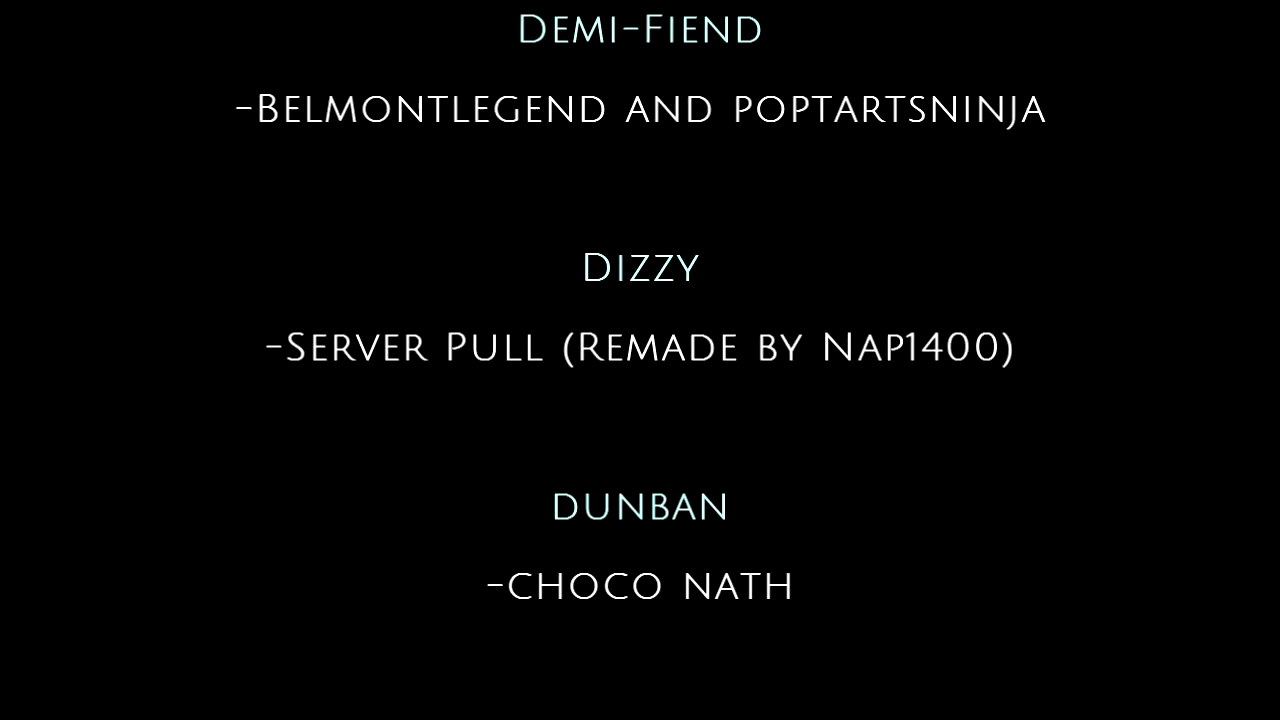 Demi-Fiend
-Belmontlegend and poptartsninja
Dizzy
-Server Pull (Remade by Nap1400)
dunban
-choco nath